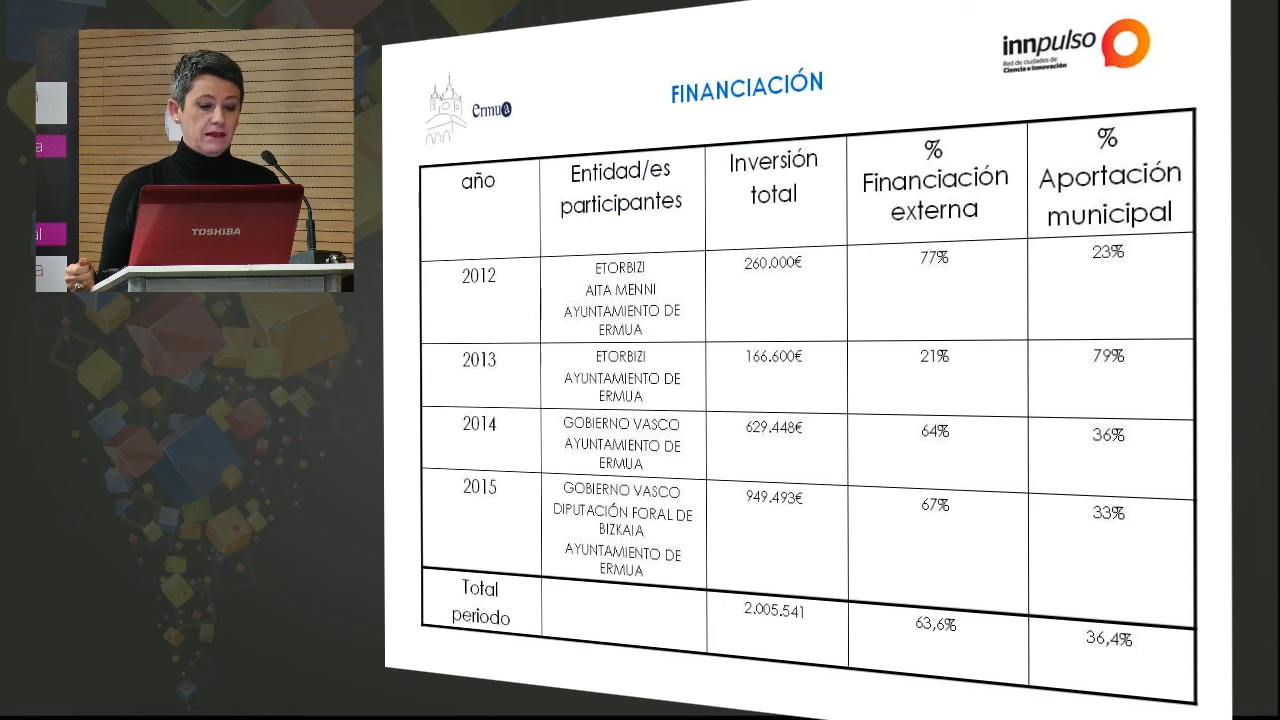 TOSHIBA
a
a
al
a
ermua
innpulso
Red de ciudades de
Ciencia e Innovación
FINANCIACIÓN
año
Entidad/es
participantes
Inversión
total
%
Financiación
externa
%
Aportación
municipal
2012
ETORBIZI
AITA MENNI
AYUNTAMIENTO DE
ERMUA
260.000€
77%
23%
2013
ETORBIZI
AYUNTAMIENTO DE
ERMUA
166.600€
21%
79%
2014
GOBIERNO VASCO
AYUNTAMIENTO DE
ERMUA
629.448€
64%
36%
2015
GOBIERNO VASCO
DIPUTACIÓN FORAL DE
BIZKAIA
AYUNTAMIENTO DE
ERMUA
949.493€
67%
33%
Total
periodo
2.005.541
63,6%
36,4%